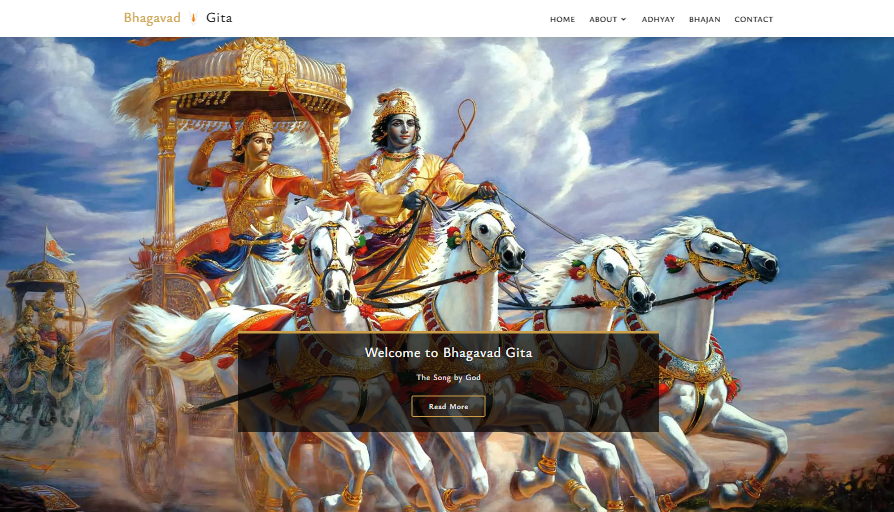 Bhagavad Gita
HOME ABOUT ADHYAY BHAJAN CONTACT
Welcome to Bhagavad Gita
The Song by God
Read More